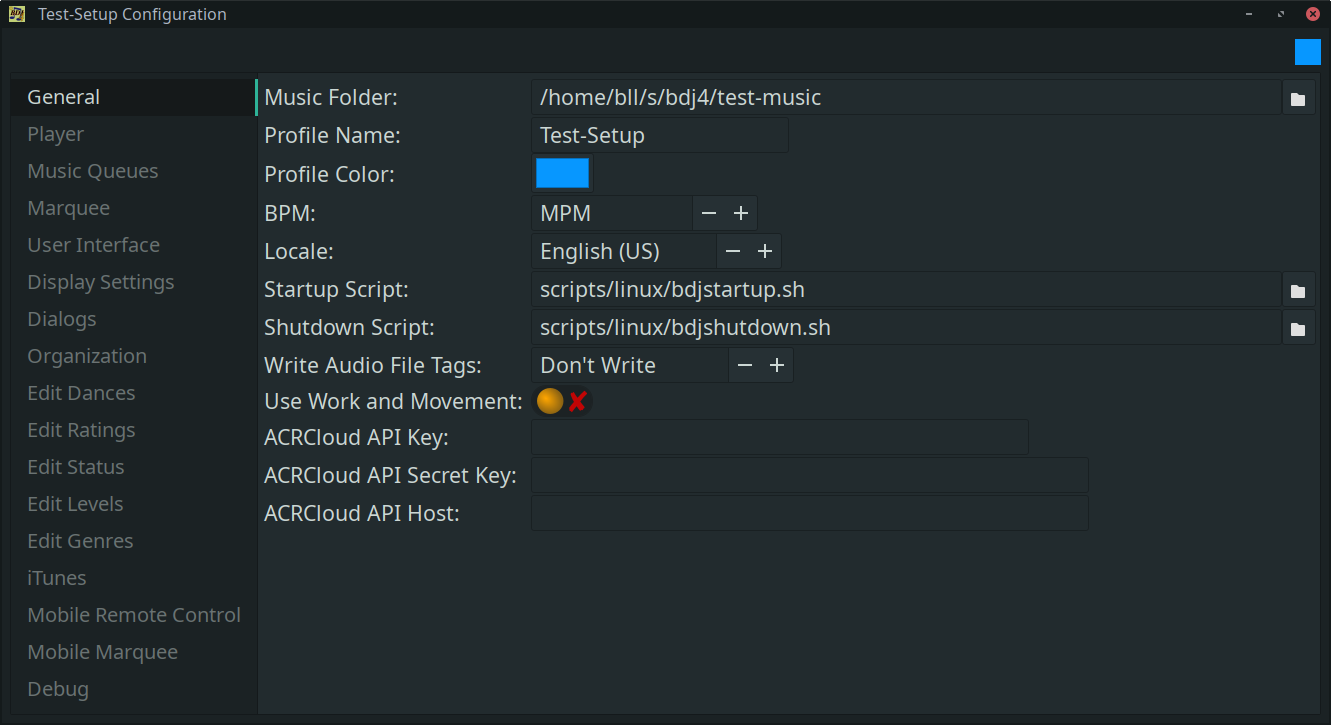 Test-Setup Configuration
General
Player
Music Queues
Marquee
User Interface
Display Settings
Dialogs
Organization
Edit Dances
Edit Ratings
Edit Status
Edit Levels
Edit Genres
iTunes
Mobile Remote Control
Mobile Marquee
Debug
Music Folder: /home/bll/s/bdj4/test-music
Profile Name: Test-Setup
Profile Color:
BPM: MPM
Locale: English (US)
Startup Script: scripts/linux/bdjstartup.sh
Shutdown Script: scripts/linux/bdjshutdown.sh
Write Audio File Tags: Don't Write
Use Work and Movement:
ACRCloud API Key:
ACRCloud API Secret Key:
ACRCloud API Host: